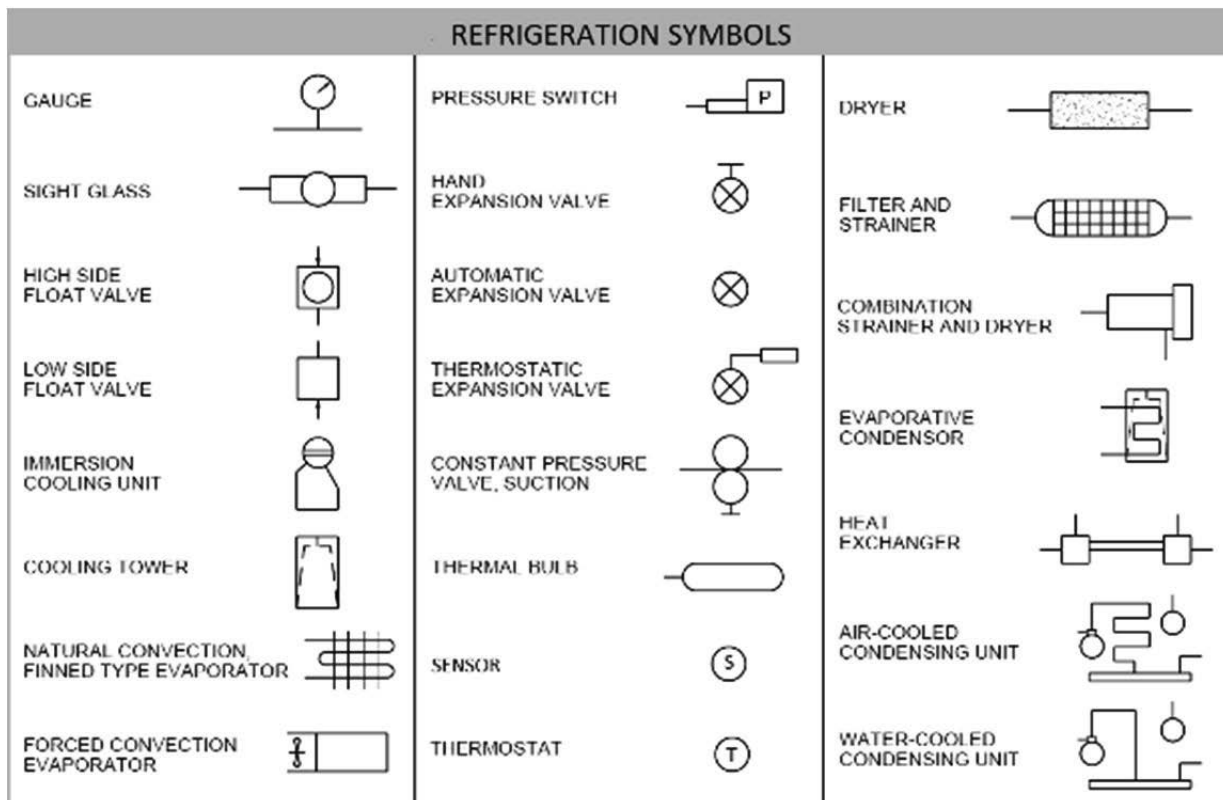 REFRIGERATION SYMBOLS
GAUGE
SIGHT GLASS
HIGH SIDE
FLOAT VALVE
LOW SIDE
FLOAT VALVE
IMMERSION
COOLING UNIT
COOLING TOWER
NATURAL CONVECTION,
FINNED TYPE EVAPORATOR
FORCED CONVECTION
EVAPORATOR
PRESSURE SWITCH
P
HAND
EXPANSION VALVE
AUTOMATIC
EXPANSION VALVE
THERMOSTATIC
EXPANSION VALVE
CONSTANT PRESSURE
VALVE, SUCTION
THERMAL BULB
SENSOR
S
THERMOSTAT
T
DRYER
FILTER AND
STRAINER
COMBINATION
STRAINER AND DRYER
EVAPORATIVE
CONDENSOR
HEAT
EXCHANGER
AIR-COOLED
CONDENSING UNIT
WATER-COOLED
CONDENSING UNIT